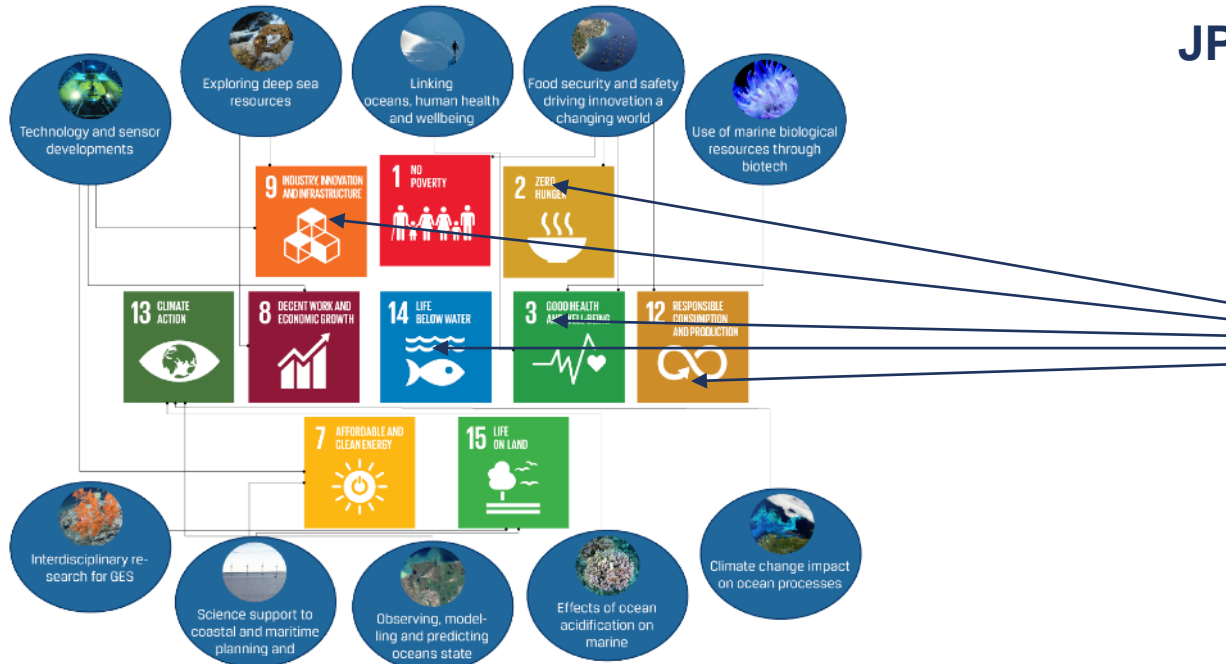 JP
Exploring deep sea
resources
Linking
oceans, human health
and wellbeing
Food security and safety
driving innovation a
changing world
Technology and sensor
developments
Use of marine biological
resources through
biotech
9 INDUSTRY, INNOVATION
AND INFRASTRUCTURE
1 NO
POVERTY
2 ZERO
HUNGER
13 CLIMATE
ACTION
8 DECENT WORK AND
ECONOMIC GROWTH
14 LIFE
BELOW WATER
3 GOOD HEALTH
AND WELL-BEING
12 RESPONSIBLE
CONSUMPTION
AND PRODUCTION
7 AFFORDABLE AND
CLEAN ENERGY
15 LIFE
ON LAND
Interdisciplinary re-
search for GES
Science support to
coastal and maritime
planning and
Observing, model-
ling and predicting
oceans state
Effects of ocean
acidification on
marine
Climate change impact
on ocean processes